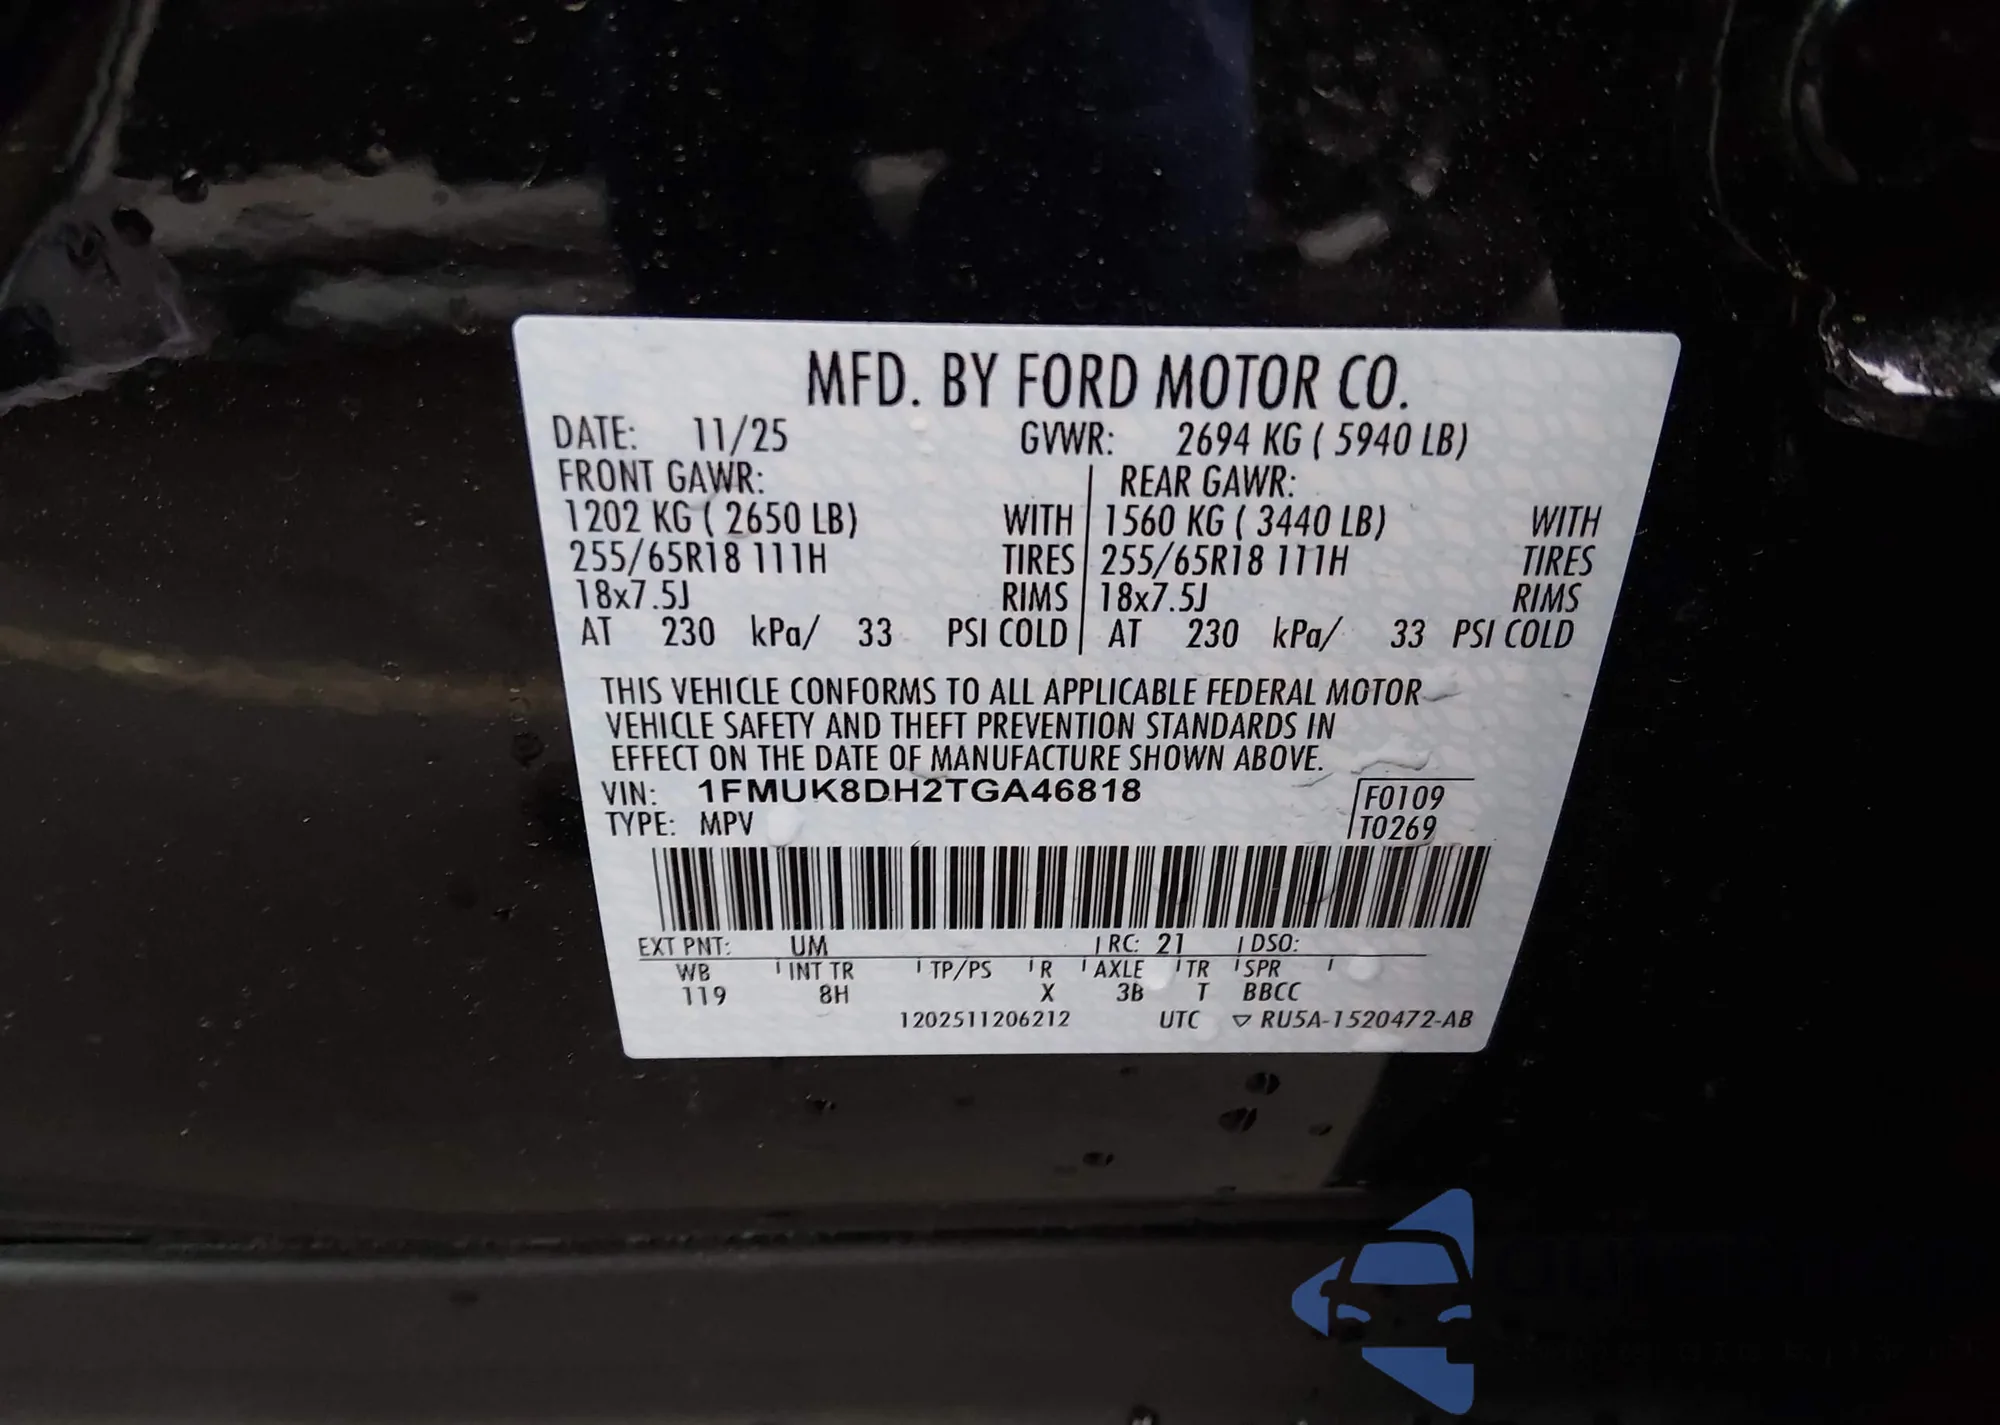 MFD. BY FORD MOTOR CO.
DATE: 11/25 GVWR: 2694 KG ( 5940 LB)
FRONT GAWR: REAR GAWR:
1202 KG ( 2650 LB) WITH 1560 KG ( 3440 LB) WITH
255/65R18 111H TIRES 255/65R18 111H TIRES
18x7.5J RIMS 18x7.5J RIMS
AT 230 kPa/ 33 PSI COLD AT 230 kPa/ 33 PSI COLD
THIS VEHICLE CONFORMS TO ALL APPLICABLE FEDERAL MOTOR
VEHICLE SAFETY AND THEFT PREVENTION STANDARDS IN
EFFECT ON THE DATE OF MANUFACTURE SHOWN ABOVE.
VIN: 1FMUK8DH2TGA46818 F0109
TYPE: MPV T0269
EXT PNT: UM RC: 21 DSO:
WB INT TR TP/PS R AXLE TR SPR
119 8H X 3B T BBCC
1202511206212 UTC ▽ RU5A-1520472-AB